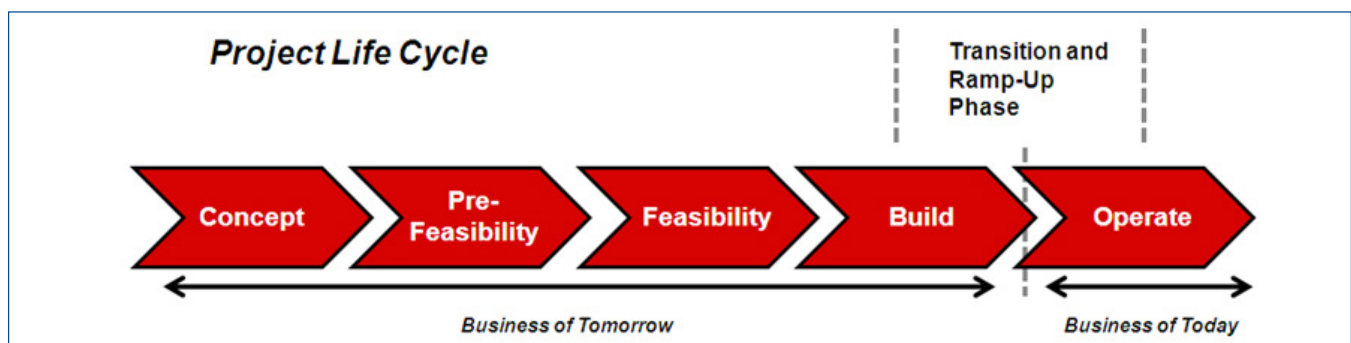 Project Life Cycle
Transition and
Ramp-Up
Phase
Concept
Pre-
Feasibility
Feasibility
Build
Operate
Business of Tomorrow
Business of Today